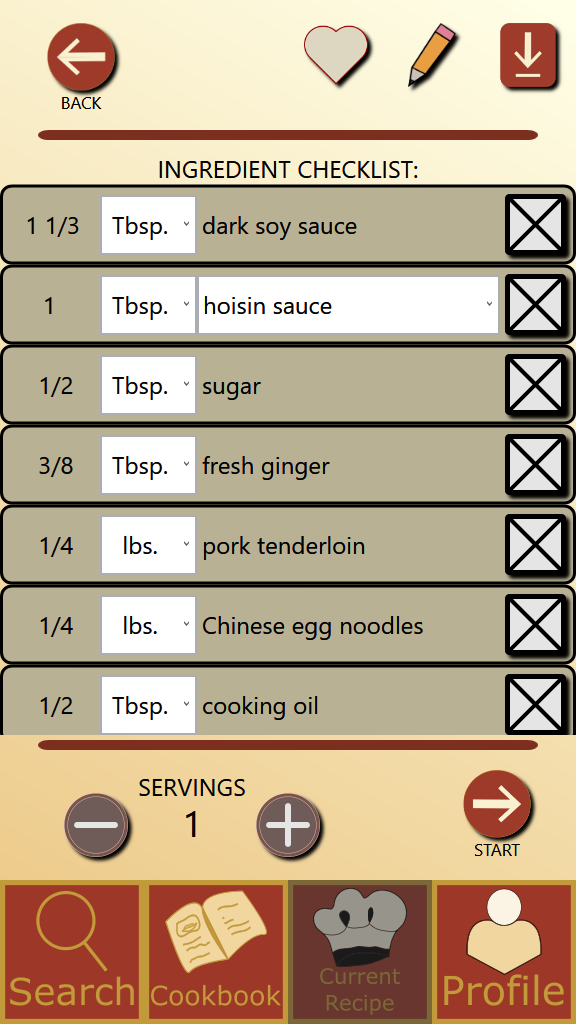 BACK
INGREDIENT CHECKLIST:
1 1/3 Tbsp. dark soy sauce
1 Tbsp. hoisin sauce
1/2 Tbsp. sugar
3/8 Tbsp. fresh ginger
1/4 lbs. pork tenderloin
1/4 lbs. Chinese egg noodles
1/2 Tbsp. cooking oil
SERVINGS
1
START
Search
Cookbook
Current
Recipe
Profile